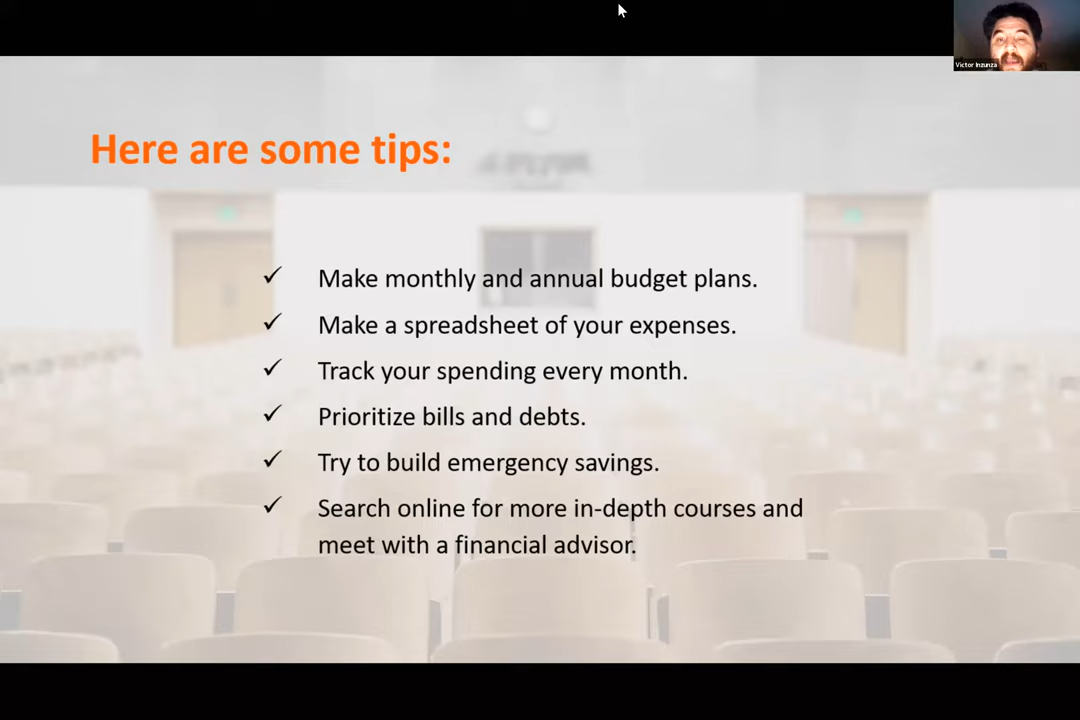 Victor Inzunza
Here are some tips:
✓ Make monthly and annual budget plans.
✓ Make a spreadsheet of your expenses.
✓ Track your spending every month.
✓ Prioritize bills and debts.
✓ Try to build emergency savings.
✓ Search online for more in-depth courses and
meet with a financial advisor.